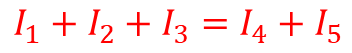 I₁ + I₂ + I₃ = I₄ + I₅